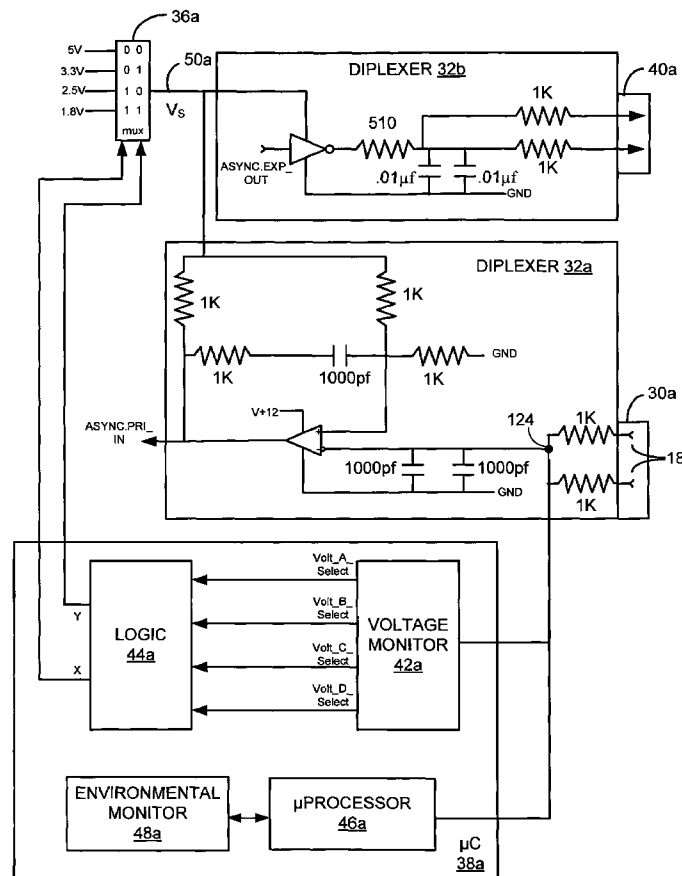 36a
5V 0 0
3.3V 0 1
2.5V 1 0
1.8V 1 1
mux
50a
V_S
DIPLEXER 32b
40a
1K
510
1K
ASYNC.EXP_
OUT
.01µf
.01µf
GND
DIPLEXER 32a
1K
1K
1K
1000pf
1K
GND
V+12
ASYNC.PRI_
IN
124
1K
30a
18
1K
1000pf
1000pf
GND
Volt_A_
Select
Volt_B_
Select
Volt_C_
Select
Volt_D_
Select
Y
X
LOGIC
44a
VOLTAGE
MONITOR
42a
ENVIRONMENTAL
MONITOR
48a
µPROCESSOR
46a
µC
38a